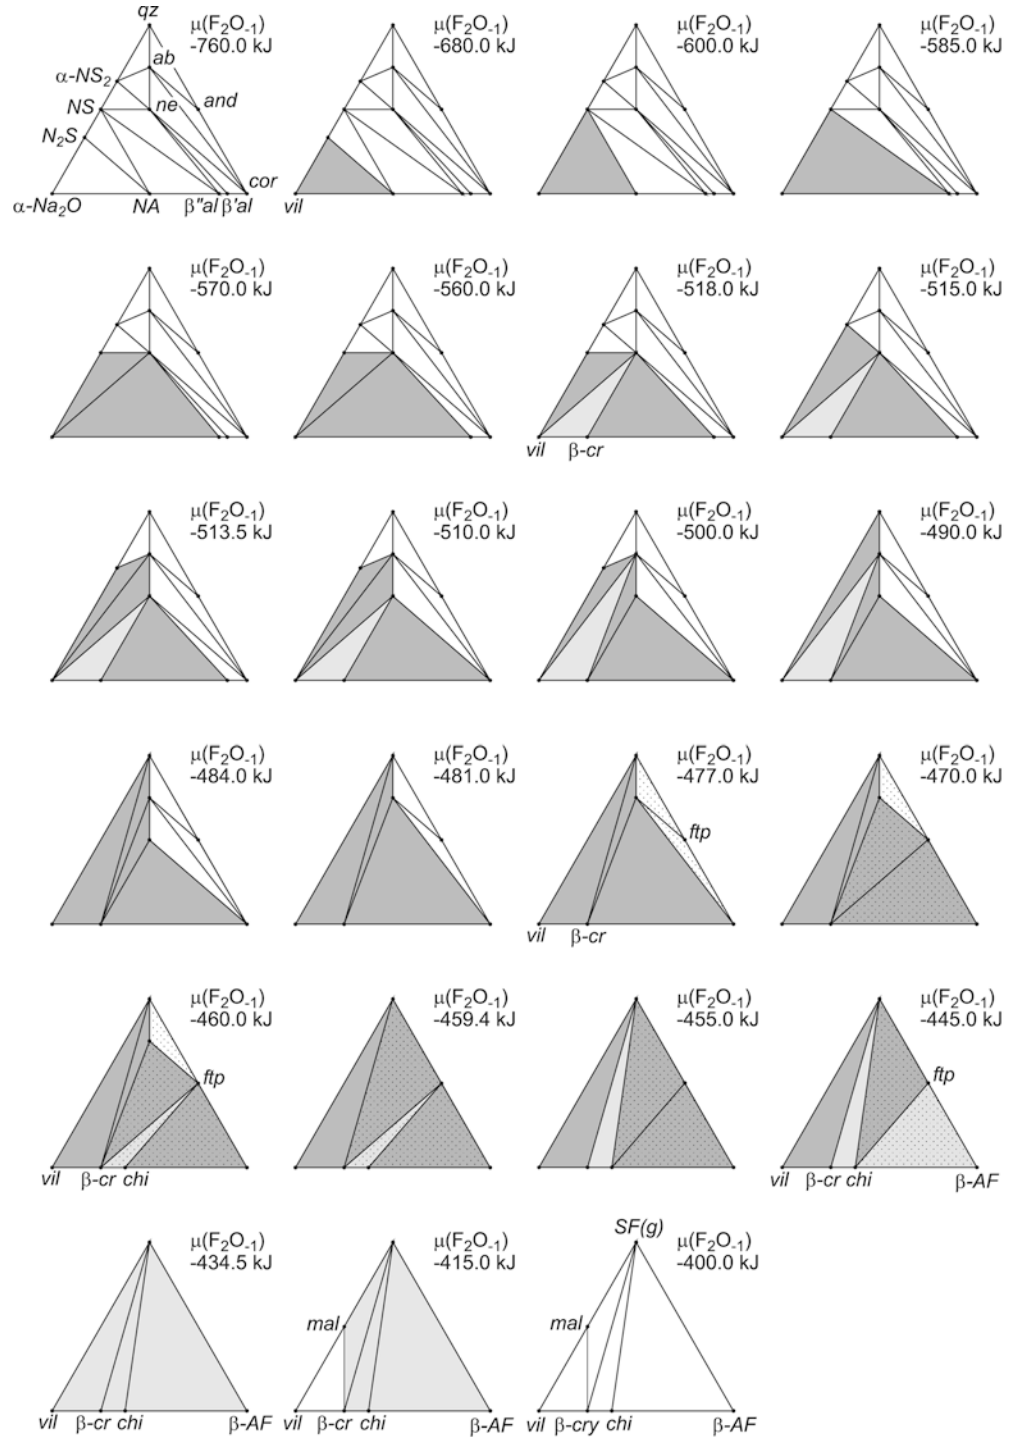 qz
μ(F₂O₋₁)
-760.0 kJ
ab
α-NS₂
NS
ne
and
N₂S
cor
α-Na₂O
NA
β"al
β'al
μ(F₂O₋₁)
-680.0 kJ
vil
μ(F₂O₋₁)
-600.0 kJ
μ(F₂O₋₁)
-585.0 kJ
μ(F₂O₋₁)
-570.0 kJ
μ(F₂O₋₁)
-560.0 kJ
μ(F₂O₋₁)
-518.0 kJ
vil
β-cr
μ(F₂O₋₁)
-515.0 kJ
μ(F₂O₋₁)
-513.5 kJ
μ(F₂O₋₁)
-510.0 kJ
μ(F₂O₋₁)
-500.0 kJ
μ(F₂O₋₁)
-490.0 kJ
μ(F₂O₋₁)
-484.0 kJ
μ(F₂O₋₁)
-481.0 kJ
μ(F₂O₋₁)
-477.0 kJ
ftp
vil
β-cr
μ(F₂O₋₁)
-470.0 kJ
μ(F₂O₋₁)
-460.0 kJ
ftp
vil
β-cr chi
μ(F₂O₋₁)
-459.4 kJ
μ(F₂O₋₁)
-455.0 kJ
μ(F₂O₋₁)
-445.0 kJ
ftp
vil
β-cr chi
β-AF
μ(F₂O₋₁)
-434.5 kJ
vil
β-cr chi
β-AF
μ(F₂O₋₁)
-415.0 kJ
mal
vil
β-cr chi
β-AF
SF(g)
μ(F₂O₋₁)
-400.0 kJ
mal
vil
β-cry chi
β-AF